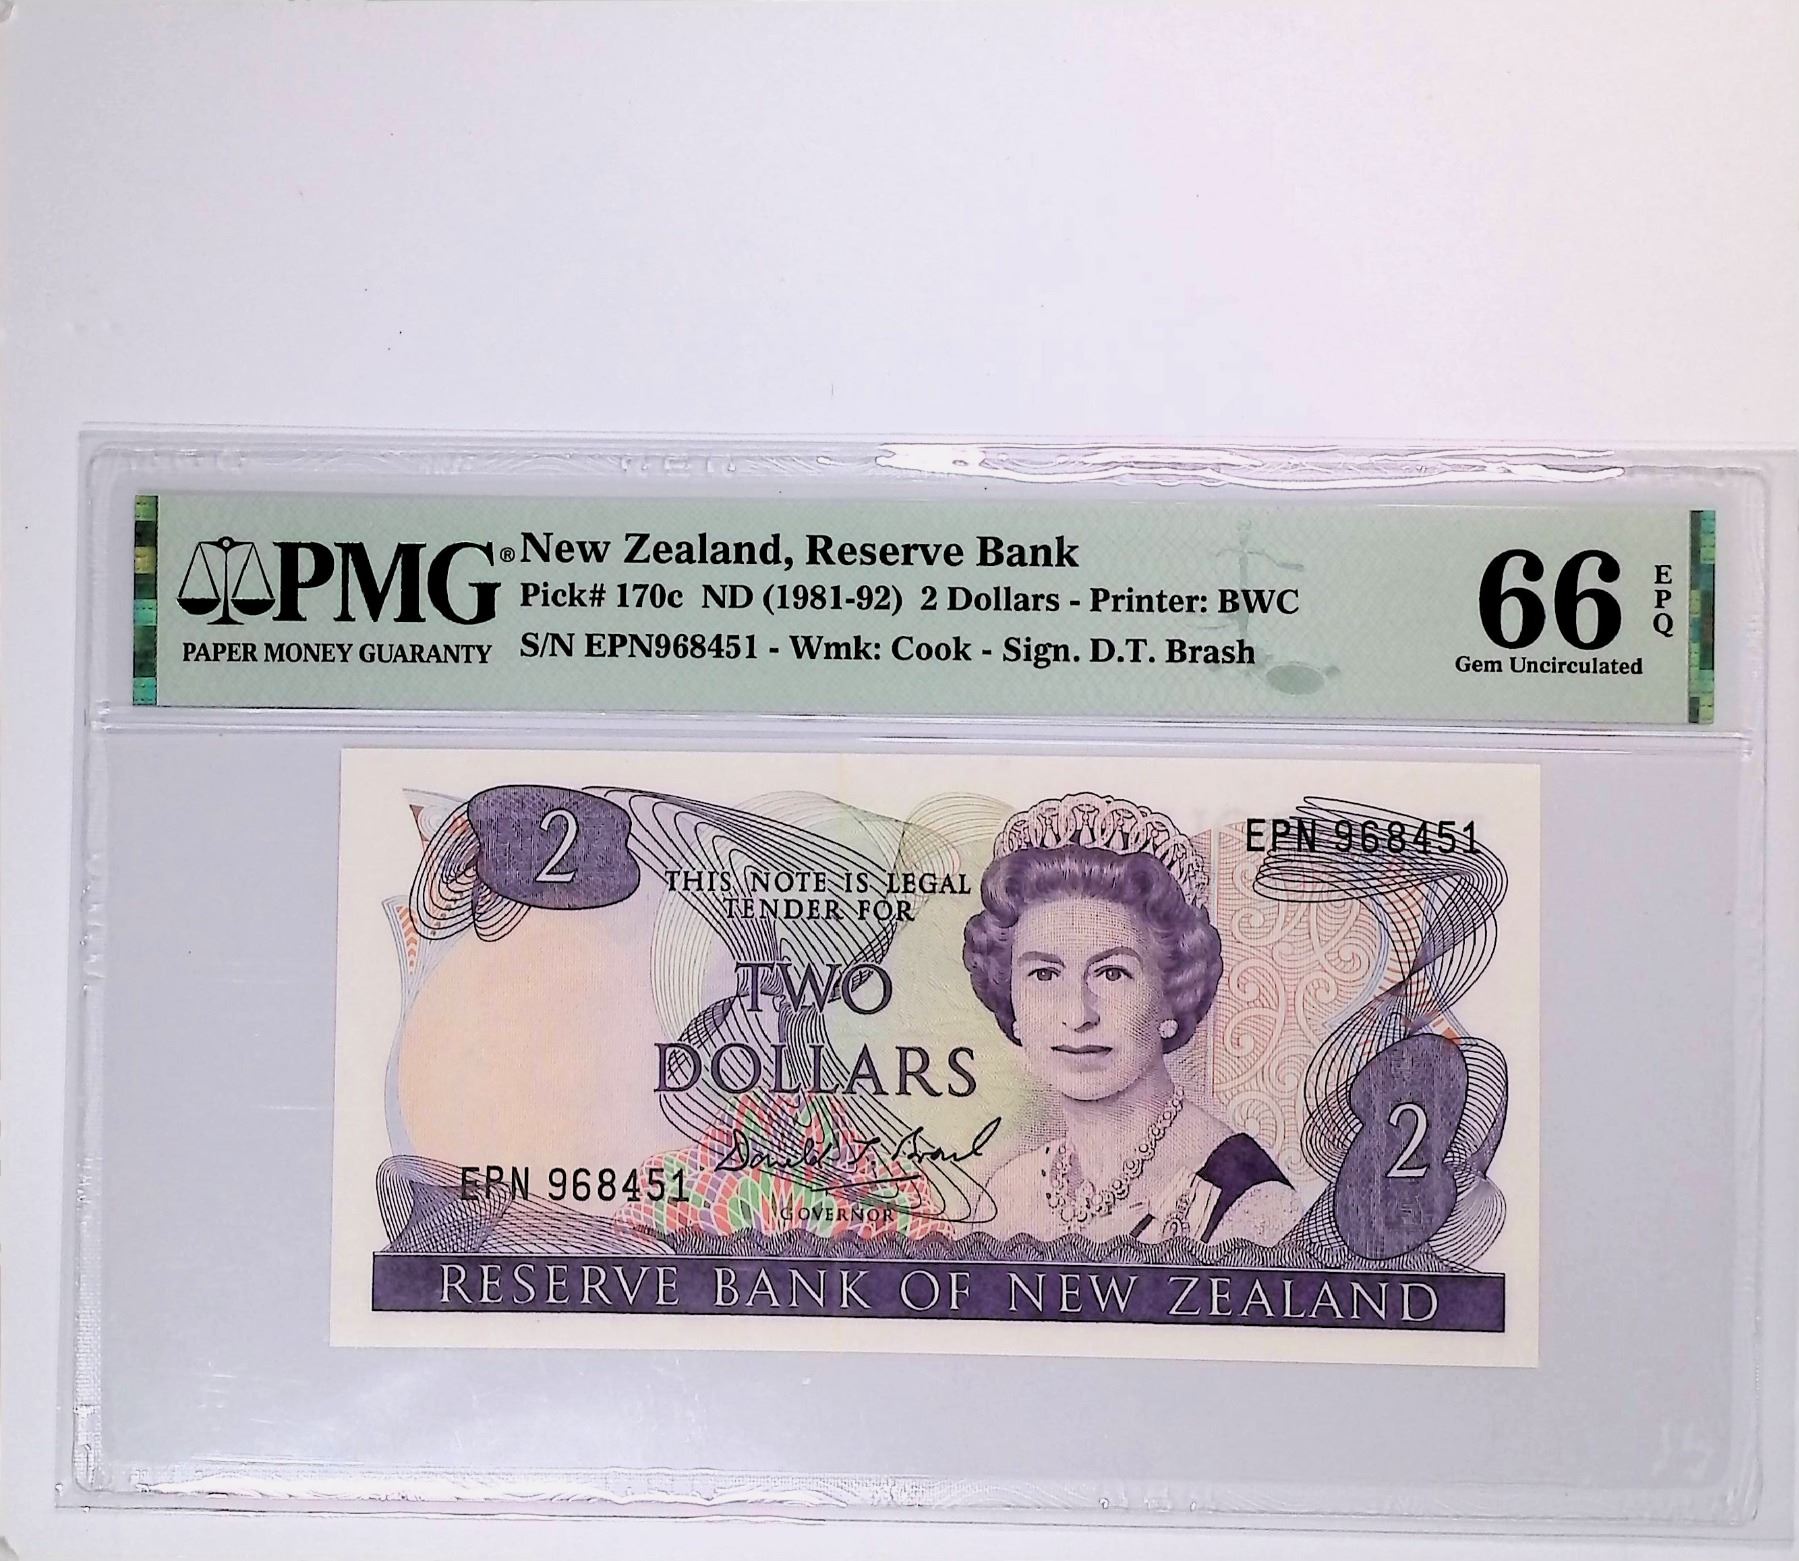 PMG®
PAPER MONEY GUARANTY
New Zealand, Reserve Bank
Pick# 170c ND (1981-92) 2 Dollars - Printer: BWC
S/N EPN968451 - Wmk: Cook - Sign. D.T. Brash
66
EPQ
Gem Uncirculated
2
EPN 968451
THIS NOTE IS LEGAL
TENDER FOR
TWO
DOLLARS
Donald T. Brash
2
EPN 968451
GOVERNOR
RESERVE BANK OF NEW ZEALAND